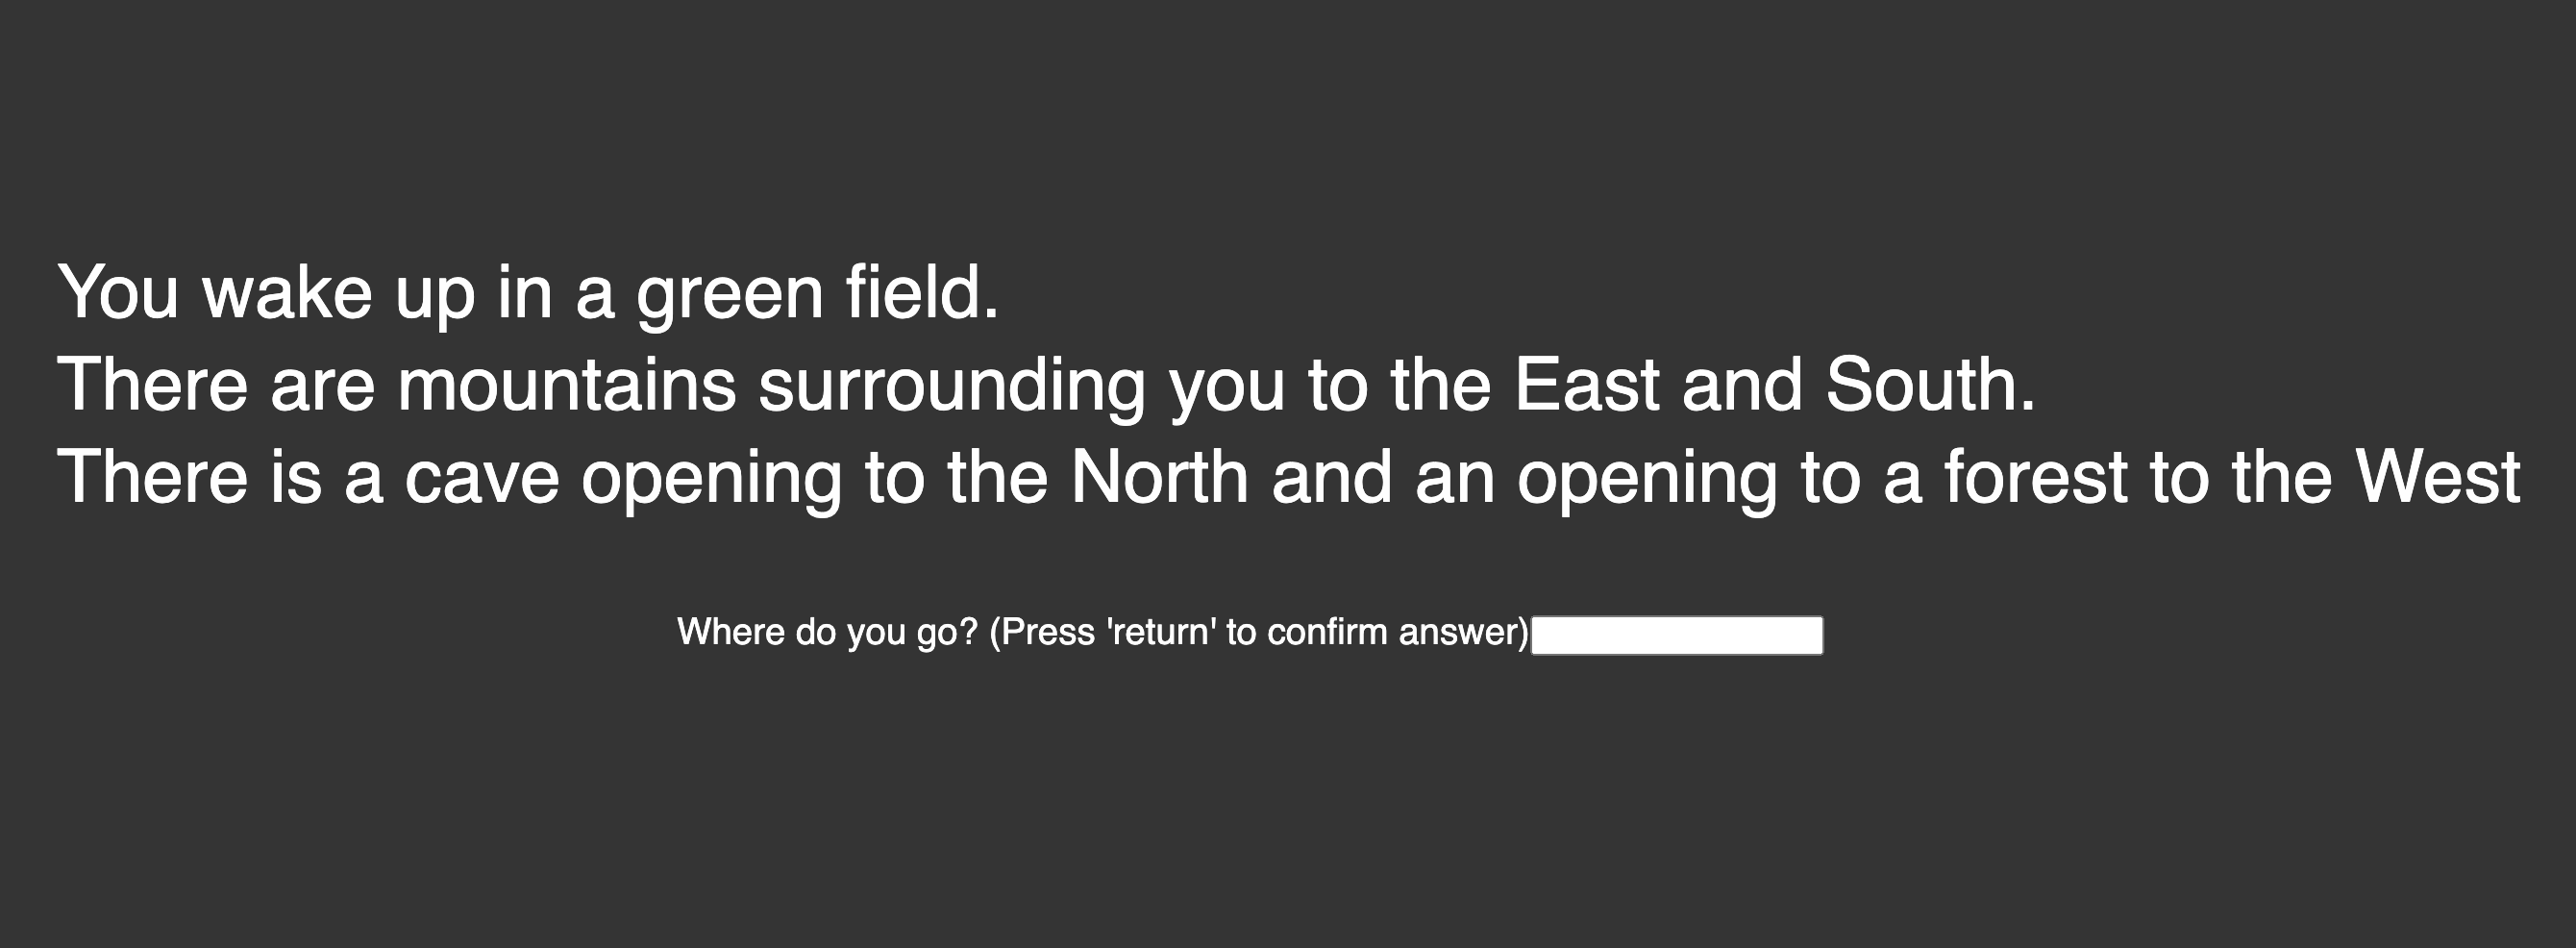 You wake up in a green field.
There are mountains surrounding you to the East and South.
There is a cave opening to the North and an opening to a forest to the West
Where do you go? (Press 'return' to confirm answer)